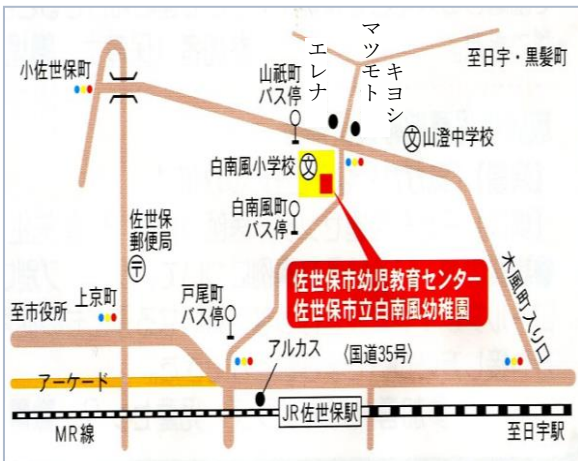 小佐世保町
山祇町
バス停
エレナ
マツモト
キヨシ
至日宇・黒髪町
文
山澄中学校
白南風小学校
文
白南風町
バス停
佐世保
郵便局
〒
佐世保市幼児教育センター
佐世保市立白南風幼稚園
木風町入り口
上京町
至市役所
戸尾町
バス停
アルカス
〈国道35号〉
アーケード
JR佐世保駅
MR線
至日宇駅